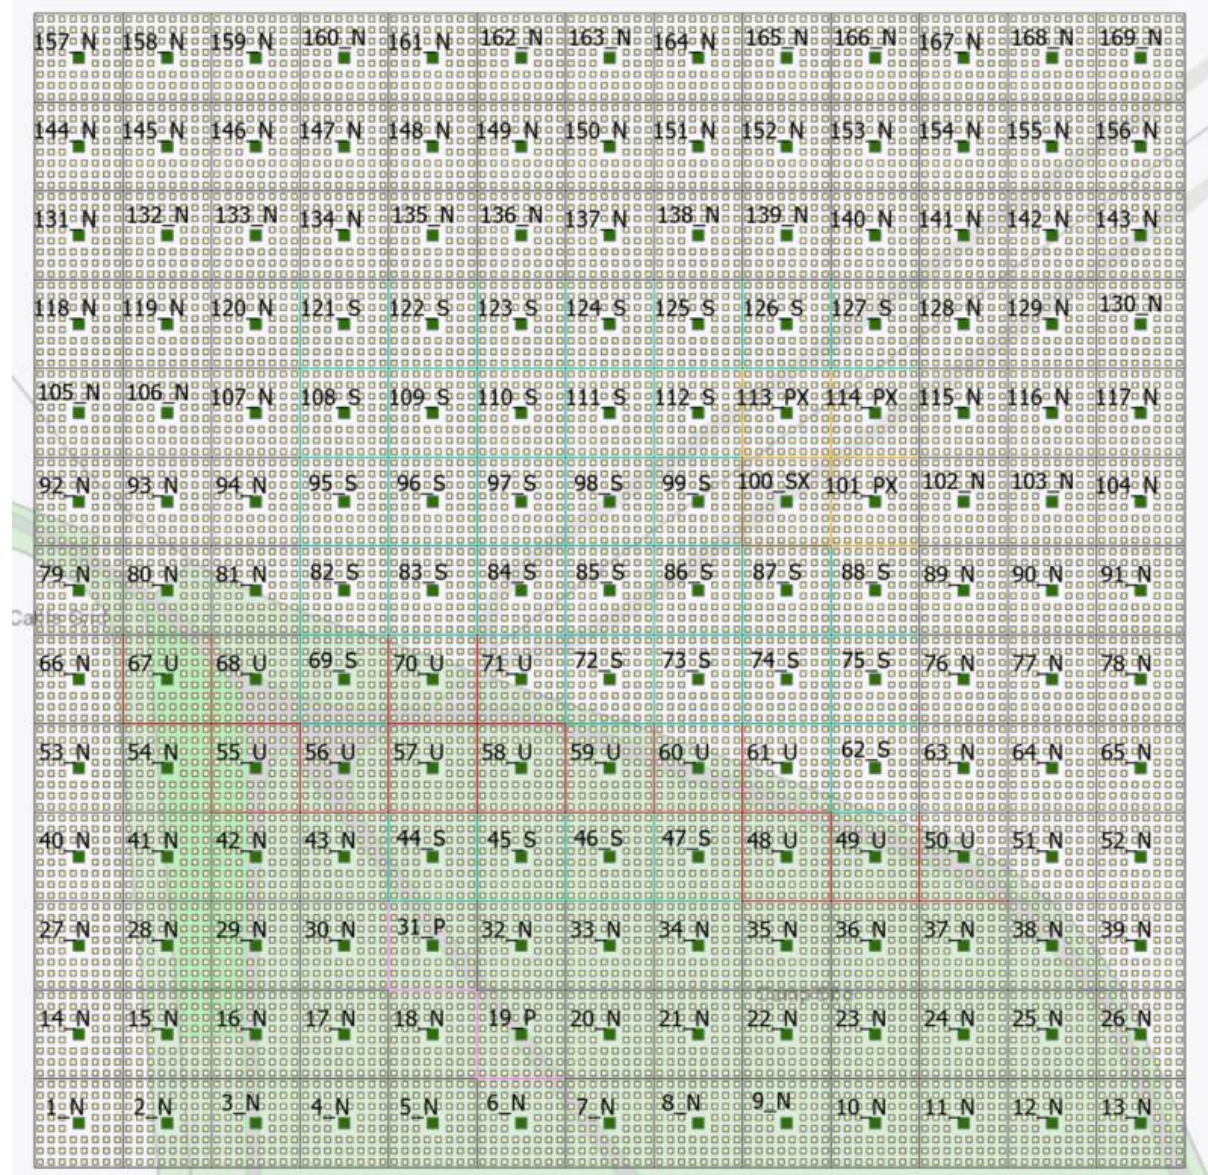 157_N 158_N 159_N 160_N 161_N 162_N 163_N 164_N 165_N 166_N 167_N 168_N 169_N
144_N 145_N 146_N 147_N 148_N 149_N 150_N 151_N 152_N 153_N 154_N 155_N 156_N
131_N 132_N 133_N 134_N 135_N 136_N 137_N 138_N 139_N 140_N 141_N 142_N 143_N
118_N 119_N 120_N 121_S 122_S 123_S 124_S 125_S 126_S 127_S 128_N 129_N 130_N
105_N 106_N 107_N 108_S 109_S 110_S 111_S 112_S 113_PX 114_PX 115_N 116_N 117_N
92_N 93_N 94_N 95_S 96_S 97_S 98_S 99_S 100_SX 101_PX 102_N 103_N 104_N
79_N 80_N 81_N 82_S 83_S 84_S 85_S 86_S 87_S 88_S 89_N 90_N 91_N
66_N 67_U 68_U 69_S 70_U 71_U 72_S 73_S 74_S 75_S 76_N 77_N 78_N
53_N 54_N 55_U 56_U 57_U 58_U 59_U 60_U 61_U 62_S 63_N 64_N 65_N
40_N 41_N 42_N 43_N 44_S 45_S 46_S 47_S 48_U 49_U 50_U 51_N 52_N
27_N 28_N 29_N 30_N 31_P 32_N 33_N 34_N 35_N 36_N 37_N 38_N 39_N
14_N 15_N 16_N 17_N 18_N 19_P 20_N 21_N 22_N 23_N 24_N 25_N 26_N
1_N 2_N 3_N 4_N 5_N 6_N 7_N 8_N 9_N 10_N 11_N 12_N 13_N